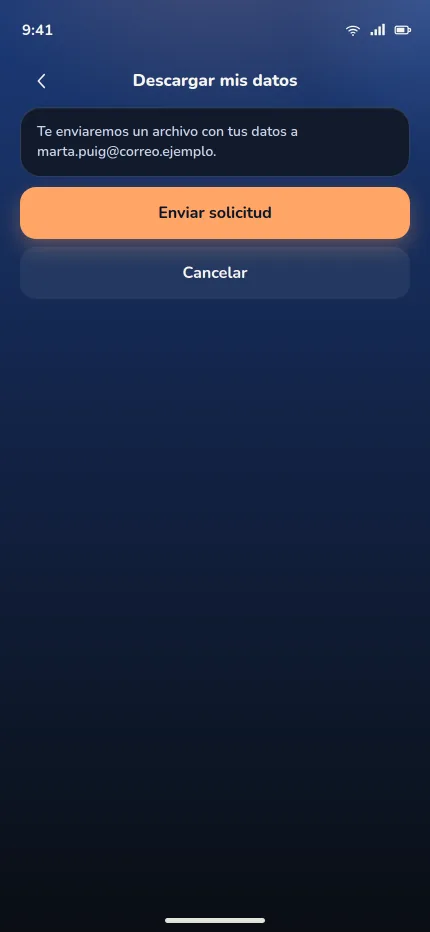 9:41
Descargar mis datos
Te enviaremos un archivo con tus datos a
marta.puig@correo.ejemplo.
Enviar solicitud
Cancelar